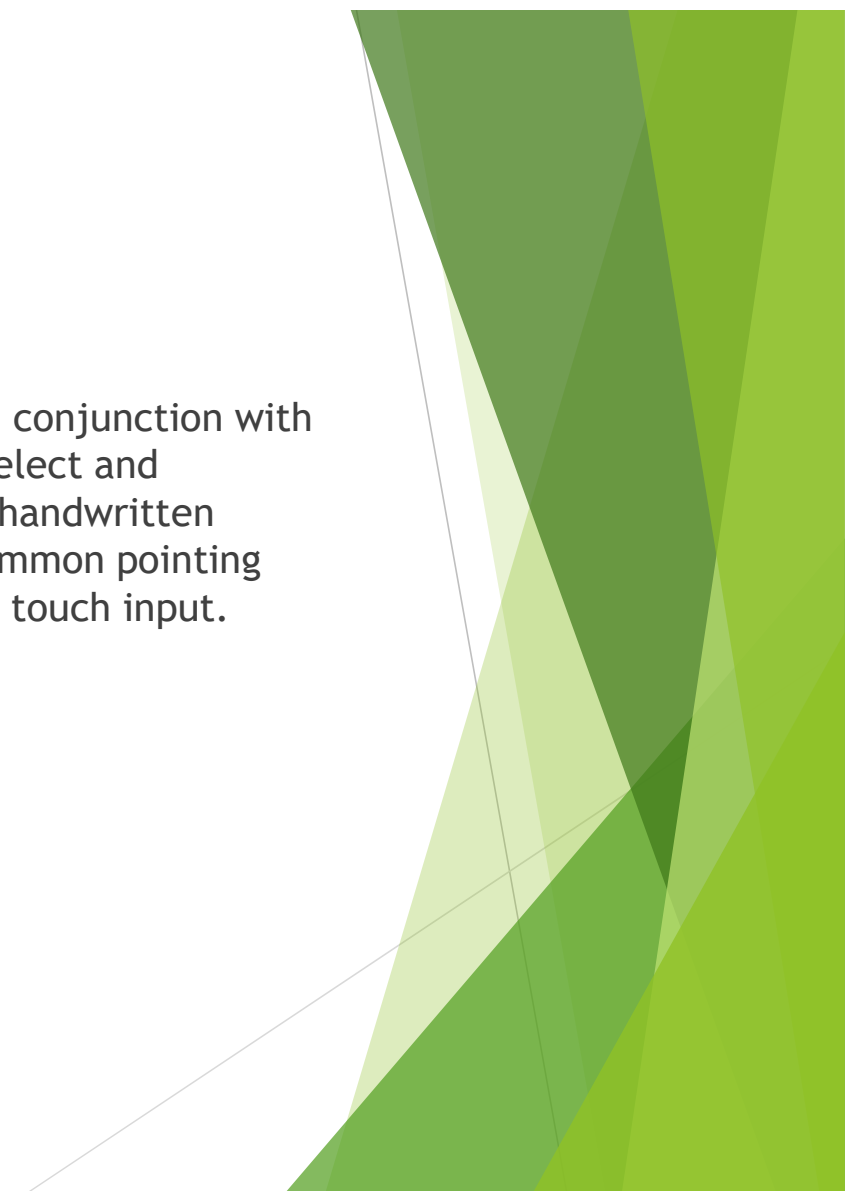 conjunction with
elect and
handwritten
mmon pointing
touch input.